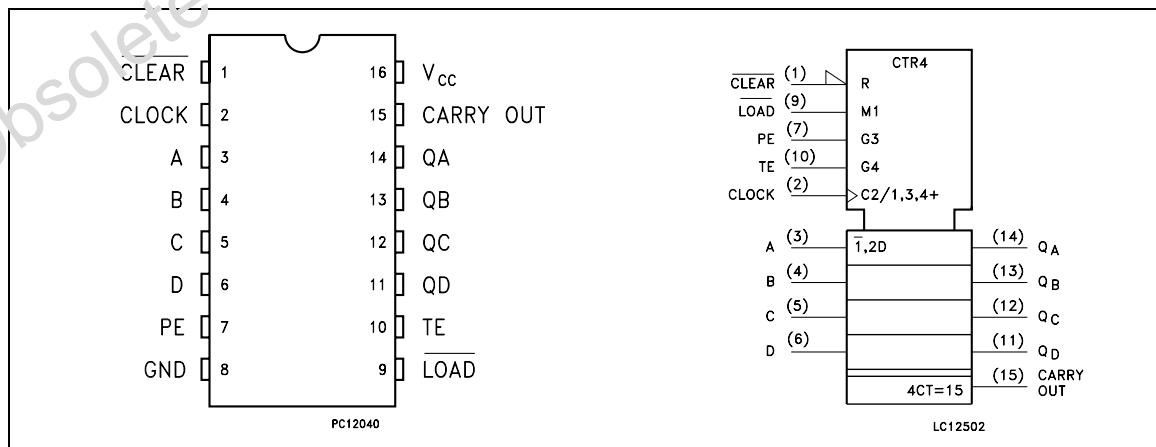 Obsolete
CLEAR 1 16 VCC
CLOCK 2 15 CARRY OUT
A 3 14 QA
B 4 13 QB
C 5 12 QC
D 6 11 QD
PE 7 10 TE
GND 8 9 LOAD
PC12040
CTR4
CLEAR (1) R
LOAD (9) M1
PE (7) G3
TE (10) G4
CLOCK (2) C2/1,3,4+
A (3) 1,2D (14) QA
B (4) (13) QB
C (5) (12) QC
D (6) (11) QD
4CT=15 (15) CARRY
OUT
LC12502